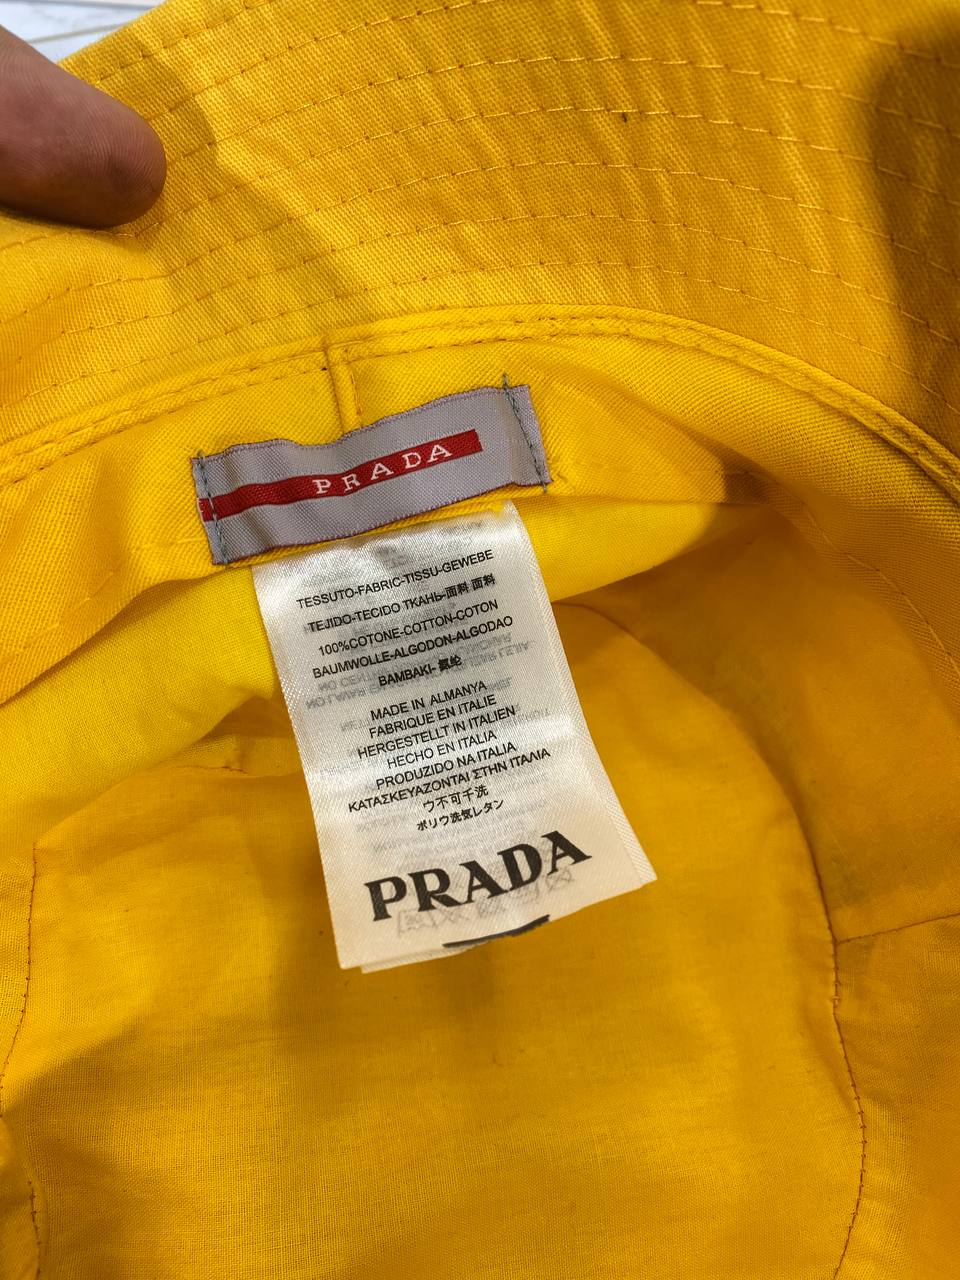 PRADA
TESSUTO-FABRIC-TISSU-GEWEBE
TEJIDO-TECIDO ТКАНЬ-面料 面料
100%COTONE-COTTON-COTON
BAUMWOLLE-ALGODON-ALGODAO
BAMBAKI- 氨纶
MADE IN ALMANYA
FABRIQUE EN ITALIE
HERGESTELLT IN ITALIEN
HECHO EN ITALIA
PRODUZIDO NA ITALIA
ΚΑΤΑΣΚΕΥΑΖΟΝΤΑΙ ΣΤΗΝ ΙΤΑΛΙΑ
ウ不可千洗
ポリウ洗気レタン
PRADA